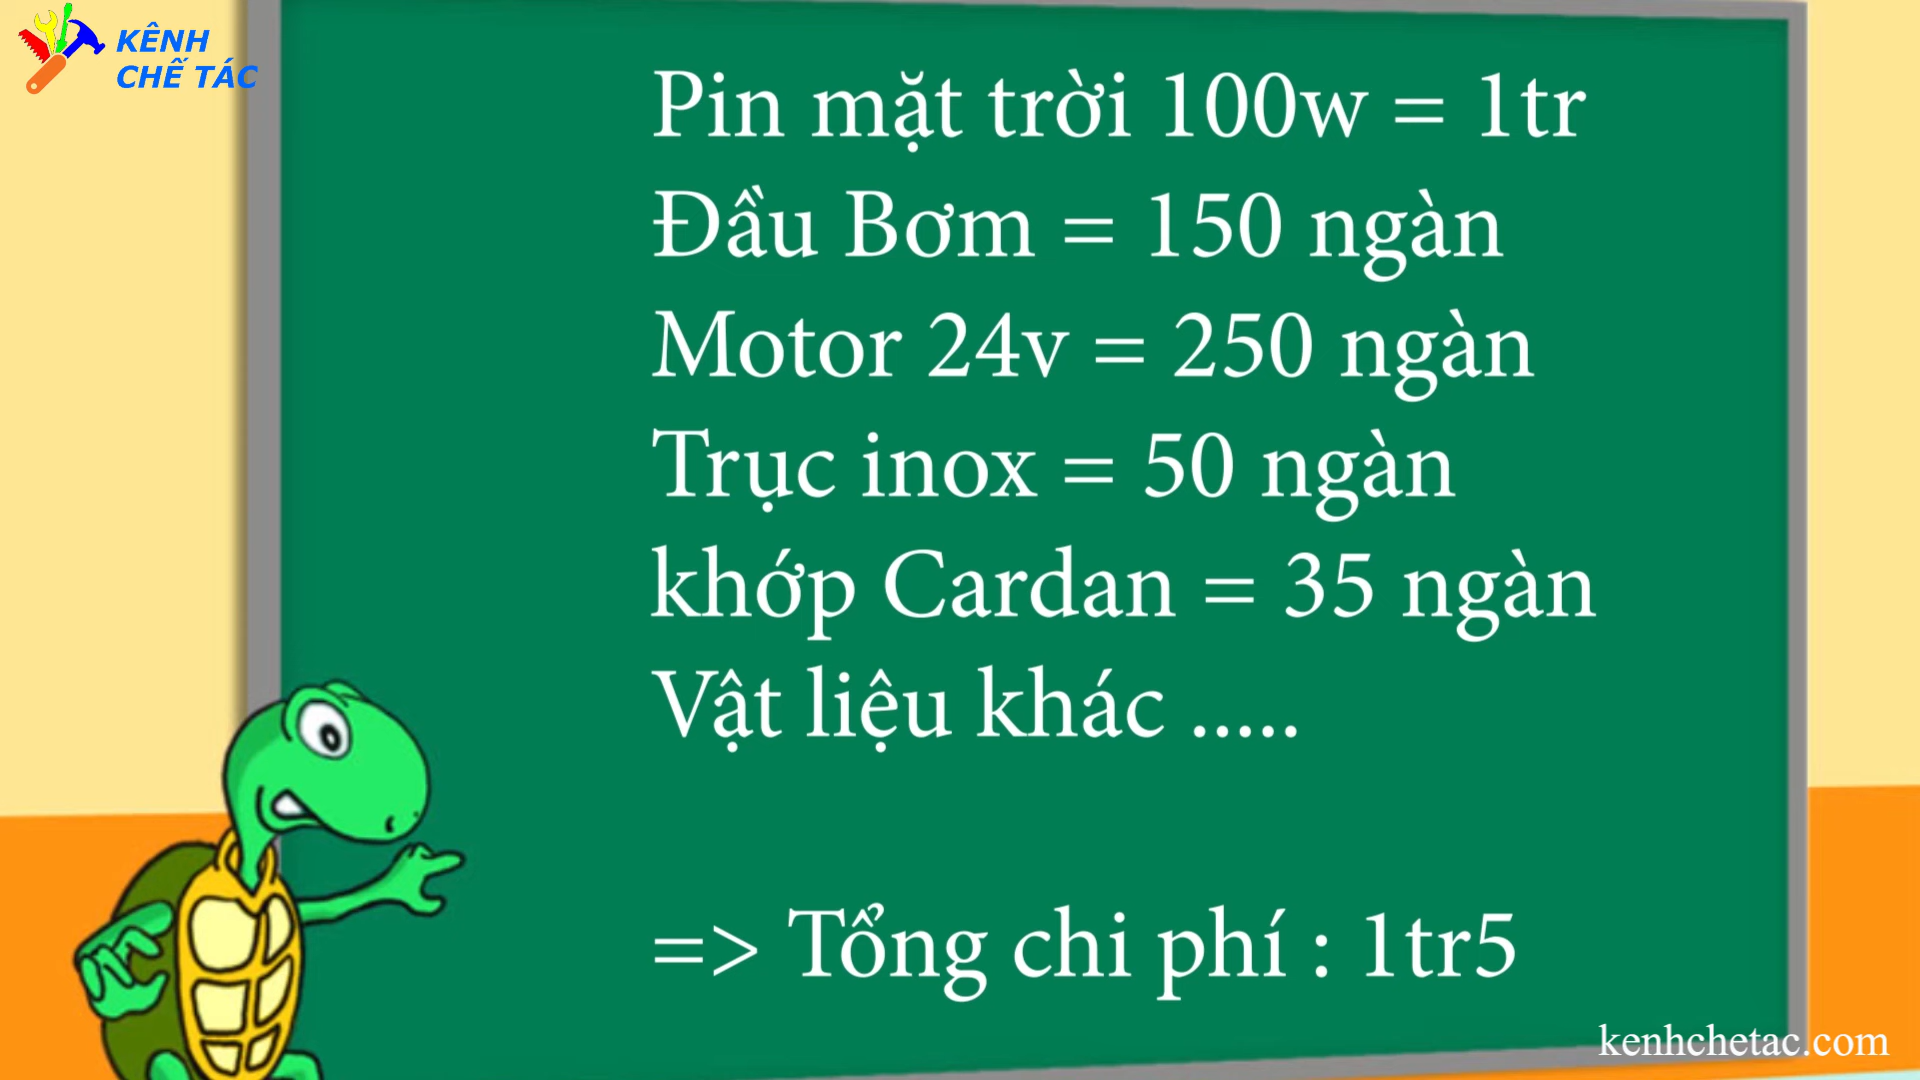 KÊNH
CHẾ TÁC
Pin mặt trời 100w = 1tr
Đầu Bơm = 150 ngàn
Motor 24v = 250 ngàn
Trục inox = 50 ngàn
khớp Cardan = 35 ngàn
Vật liệu khác .....
=> Tổng chi phí : 1tr5
kenhchetac.com